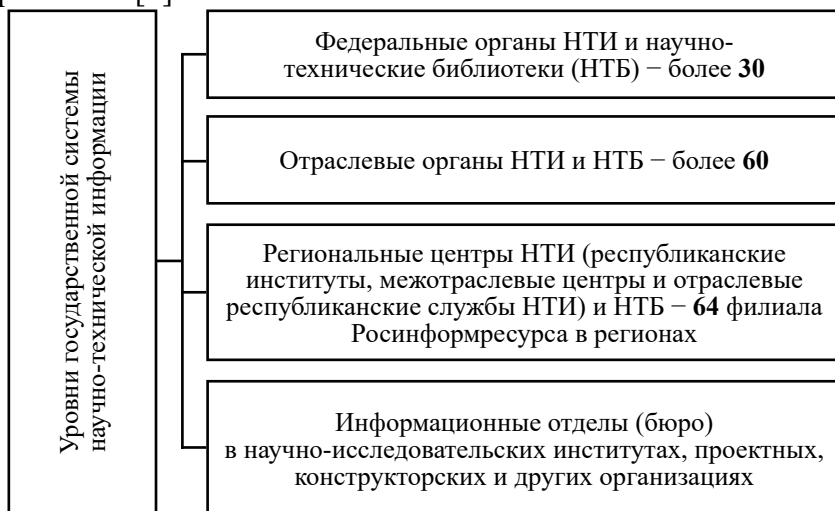 Уровни государственной системы
научно-технической информации
Федеральные органы НТИ и научно-
технические библиотеки (НТБ) − более 30
Отраслевые органы НТИ и НТБ − более 60
Региональные центры НТИ (республиканские
институты, межотраслевые центры и отраслевые
республиканские службы НТИ) и НТБ − 64 филиала
Росинформресурса в регионах
Информационные отделы (бюро)
в научно-исследовательских институтах, проектных,
конструкторских и других организациях